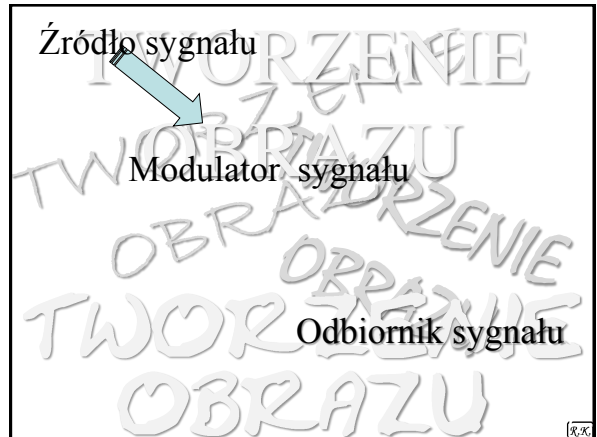 Źródło sygnału
TWORZENIE
TWORZENIE
OBRAZU
Modulator sygnału
TWORZENIE
OBRAZU
OBRAZU
TWORZENIE
Odbiornik sygnału
OBRAZU
R.K.